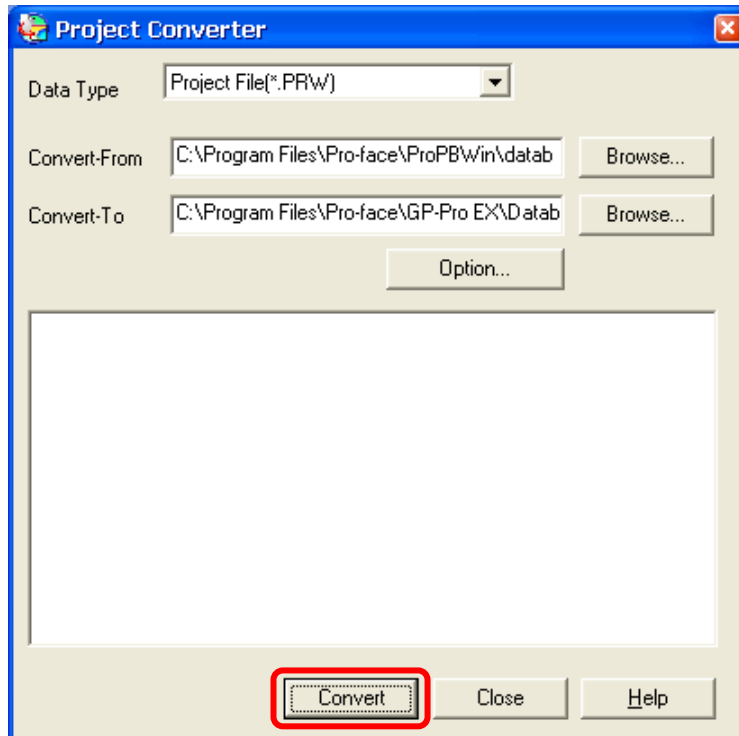 Project Converter
Data Type Project File(*.PRW)
Convert-From C:\Program Files\Pro-face\ProPBWin\datab Browse...
Convert-To C:\Program Files\Pro-face\GP-Pro EX\Datab Browse...
Option...
Convert Close Help